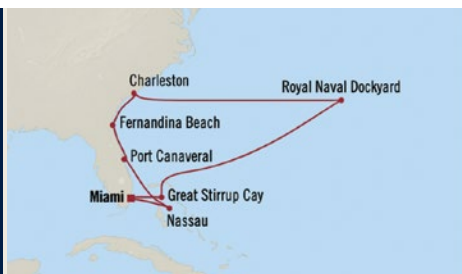 Charleston
Royal Naval Dockyard
Fernandina Beach
Port Canaveral
Miami
Great Stirrup Cay
Nassau